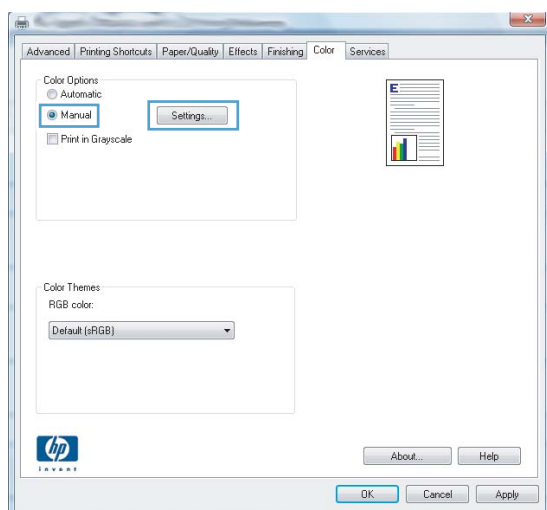 Advanced Printing Shortcuts Paper/Quality Effects Finishing Color Services
Color Options
Automatic
Manual Settings...
Print in Grayscale
E
Color Themes
RGB color:
Default (sRGB)
hp
invent
About... Help
OK Cancel Apply